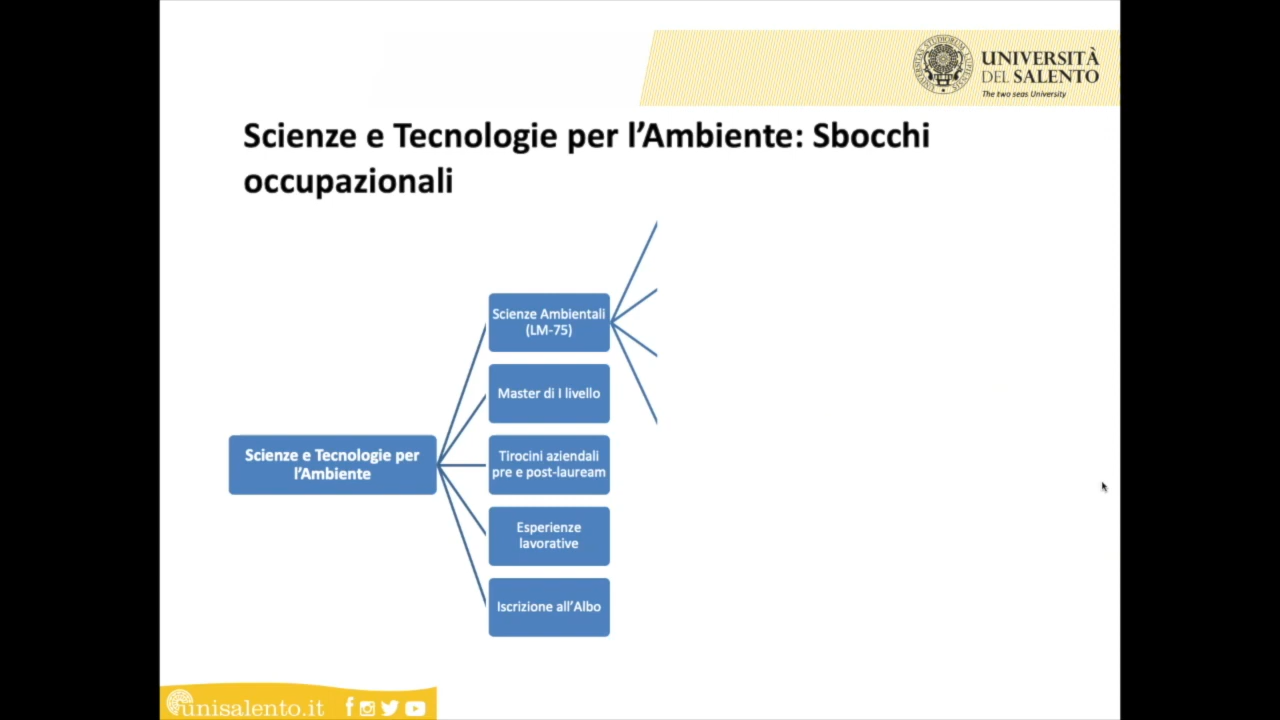 UNIVERSITÀ
DEL SALENTO
The two seas University
Scienze e Tecnologie per l’Ambiente: Sbocchi
occupazionali
Scienze Ambientali
(LM-75)
Master di I livello
Scienze e Tecnologie per
l’Ambiente
Tirocini aziendali
pre e post-lauream
Esperienze
lavorative
Iscrizione all’Albo
unisalento.it